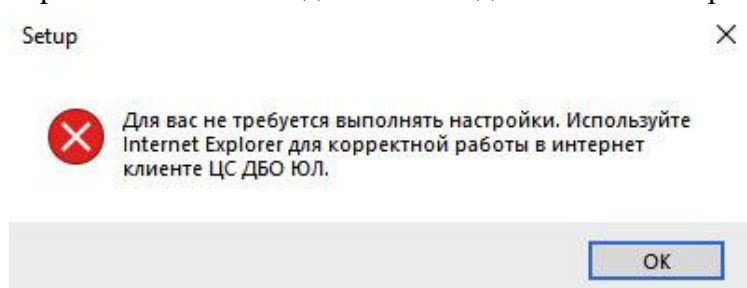 Setup
Для вас не требуется выполнять настройки. Используйте
Internet Explorer для корректной работы в интернет
клиенте ЦС ДБО ЮЛ.
OK